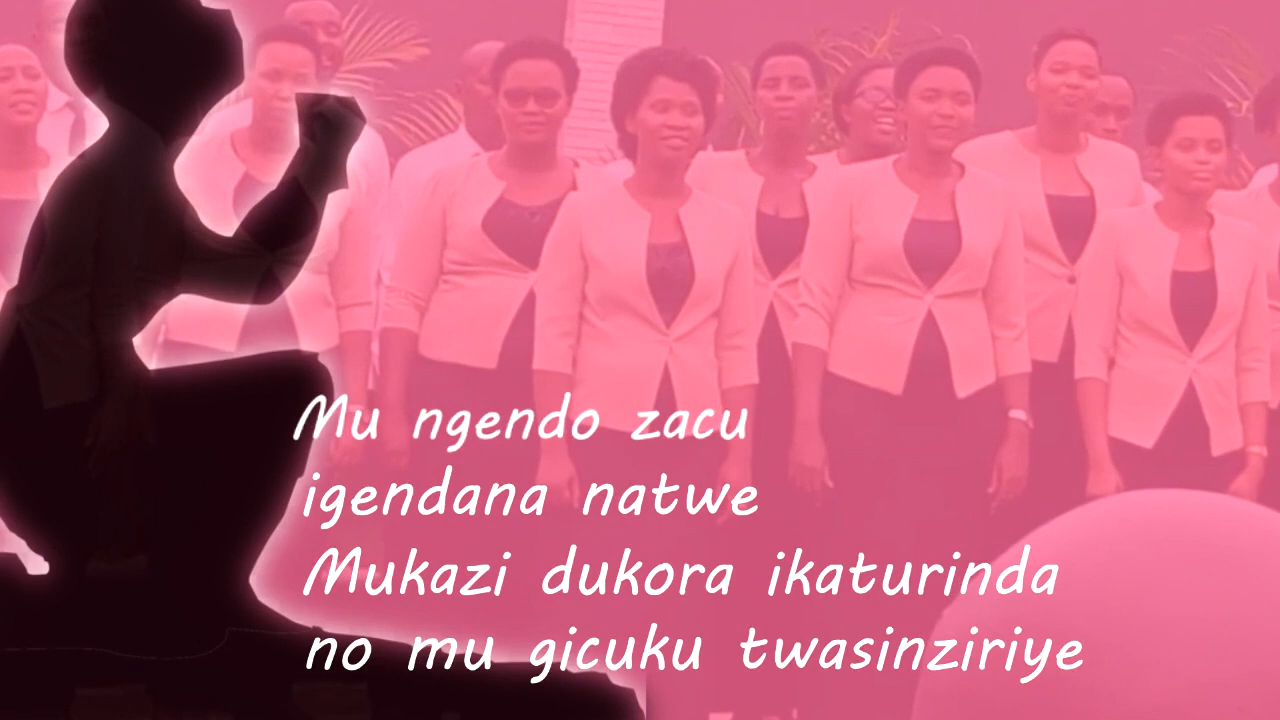 Mu ngendo zacu
igendana natwe
Mukazi dukora ikaturinda
no mu gicuku twasinziriye